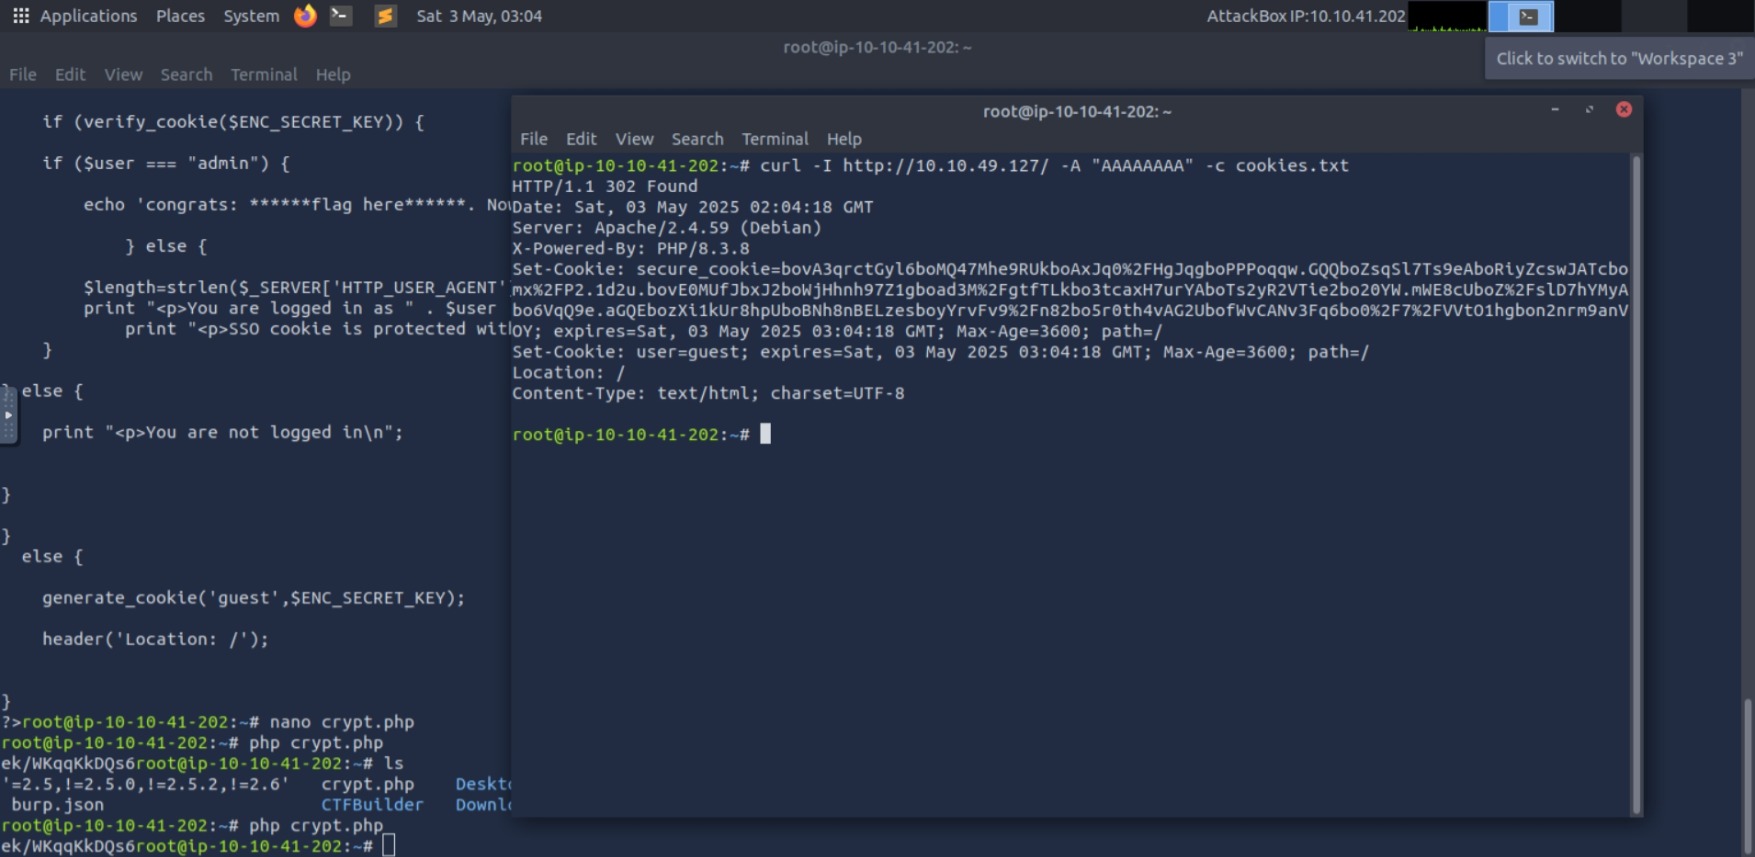 Applications Places System Sat 3 May, 03:04 AttackBox IP:10.10.41.202
root@ip-10-10-41-202: ~
Click to switch to "Workspace 3"
File Edit View Search Terminal Help
if (verify_cookie($ENC_SECRET_KEY)) {
if ($user === "admin") {
echo 'congrats: ******flag here******. Now
} else {
$length=strlen($_SERVER['HTTP_USER_AGENT']
print "<p>You are logged in as " . $user
print "<p>SSO cookie is protected with
}
} else {
print "<p>You are not logged in\n";
}
}
else {
generate_cookie('guest',$ENC_SECRET_KEY);
header('Location: /');
}
?>root@ip-10-10-41-202:~# nano crypt.php
root@ip-10-10-41-202:~# php crypt.php
ek/WKqqKkDQs6root@ip-10-10-41-202:~# ls
'=2.5,!=2.5.0,!=2.5.2,!=2.6' crypt.php Deskto
burp.json CTFBuilder Downlo
root@ip-10-10-41-202:~# php crypt.php
ek/WKqqKkDQs6root@ip-10-10-41-202:~#
root@ip-10-10-41-202: ~
File Edit View Search Terminal Help
root@ip-10-10-41-202:~# curl -I http://10.10.49.127/ -A "AAAAAAAA" -c cookies.txt
HTTP/1.1 302 Found
Date: Sat, 03 May 2025 02:04:18 GMT
Server: Apache/2.4.59 (Debian)
X-Powered-By: PHP/8.3.8
Set-Cookie: secure_cookie=bovA3qrctGyl6boMQ47Mhe9RUkboAxJq0%2FHgJqgboPPPoqqw.GQQboZsqSl7Ts9eAboRiyZcswJATcbo
mx%2FP2.1d2u.bovE0MUfJbxJ2boWjHhnh97Z1gboad3M%2FgtfTLkbo3tcaxH7urYAboTs2yR2VTie2bo20YW.mWE8cUboZ%2FslD7hYMyA
bo6VqQ9e.aGQEbozXi1kUr8hpUboBNh8nBELzesboyYrvFv9%2Fn82bo5r0th4vAG2UbofWvCANv3Fq6bo0%2F7%2FVVtO1hgbon2nrm9anV
OY; expires=Sat, 03 May 2025 03:04:18 GMT; Max-Age=3600; path=/
Set-Cookie: user=guest; expires=Sat, 03 May 2025 03:04:18 GMT; Max-Age=3600; path=/
Location: /
Content-Type: text/html; charset=UTF-8
root@ip-10-10-41-202:~#